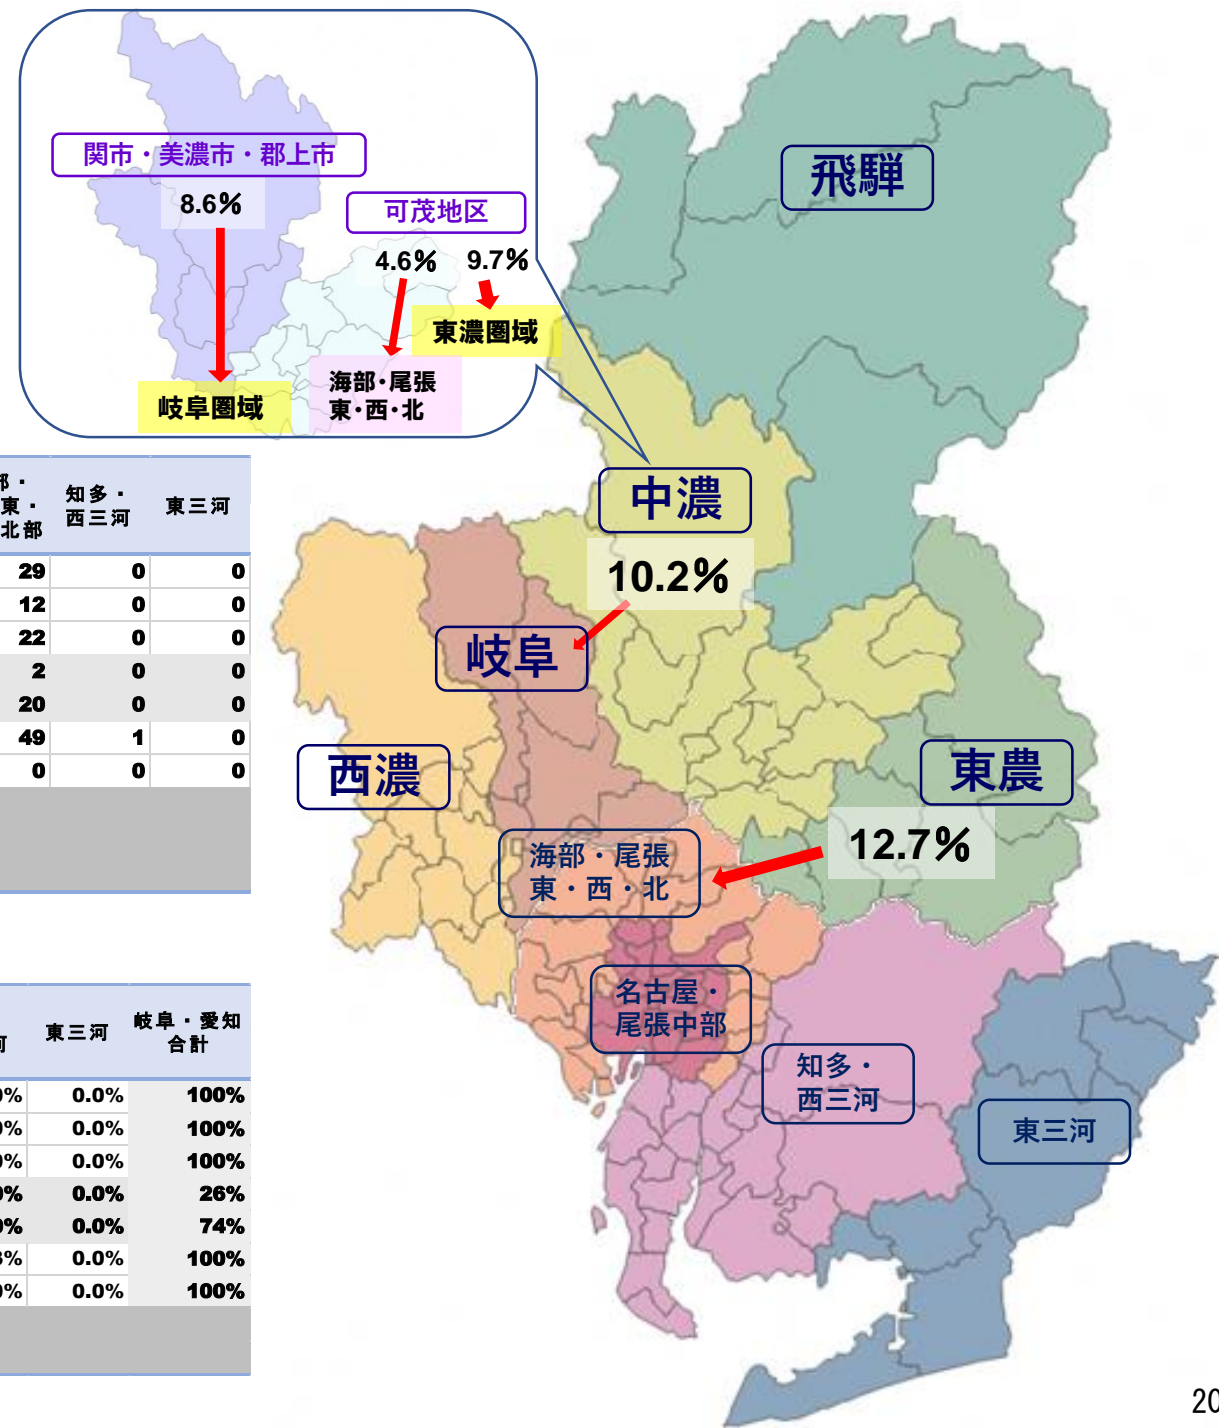 関市・美濃市・郡上市
8.6%
可茂地区
4.6%
9.7%
東濃圏域
海部・尾張
東・西・北
岐阜圏域
飛騨
中濃
10.2%
岐阜
西濃
東農
12.7%
海部・尾張
東・西・北
名古屋・
尾張中部
知多・
西三河
東三河
部・
東・
北部
知多・
西三河
東三河
29 0 0
12 0 0
22 0 0
2 0 0
20 0 0
49 1 0
0 0 0
東三河
岐阜・愛知
合計
% 0.0% 100%
% 0.0% 100%
% 0.0% 100%
% 0.0% 26%
% 0.0% 74%
% 0.0% 100%
% 0.0% 100%
20